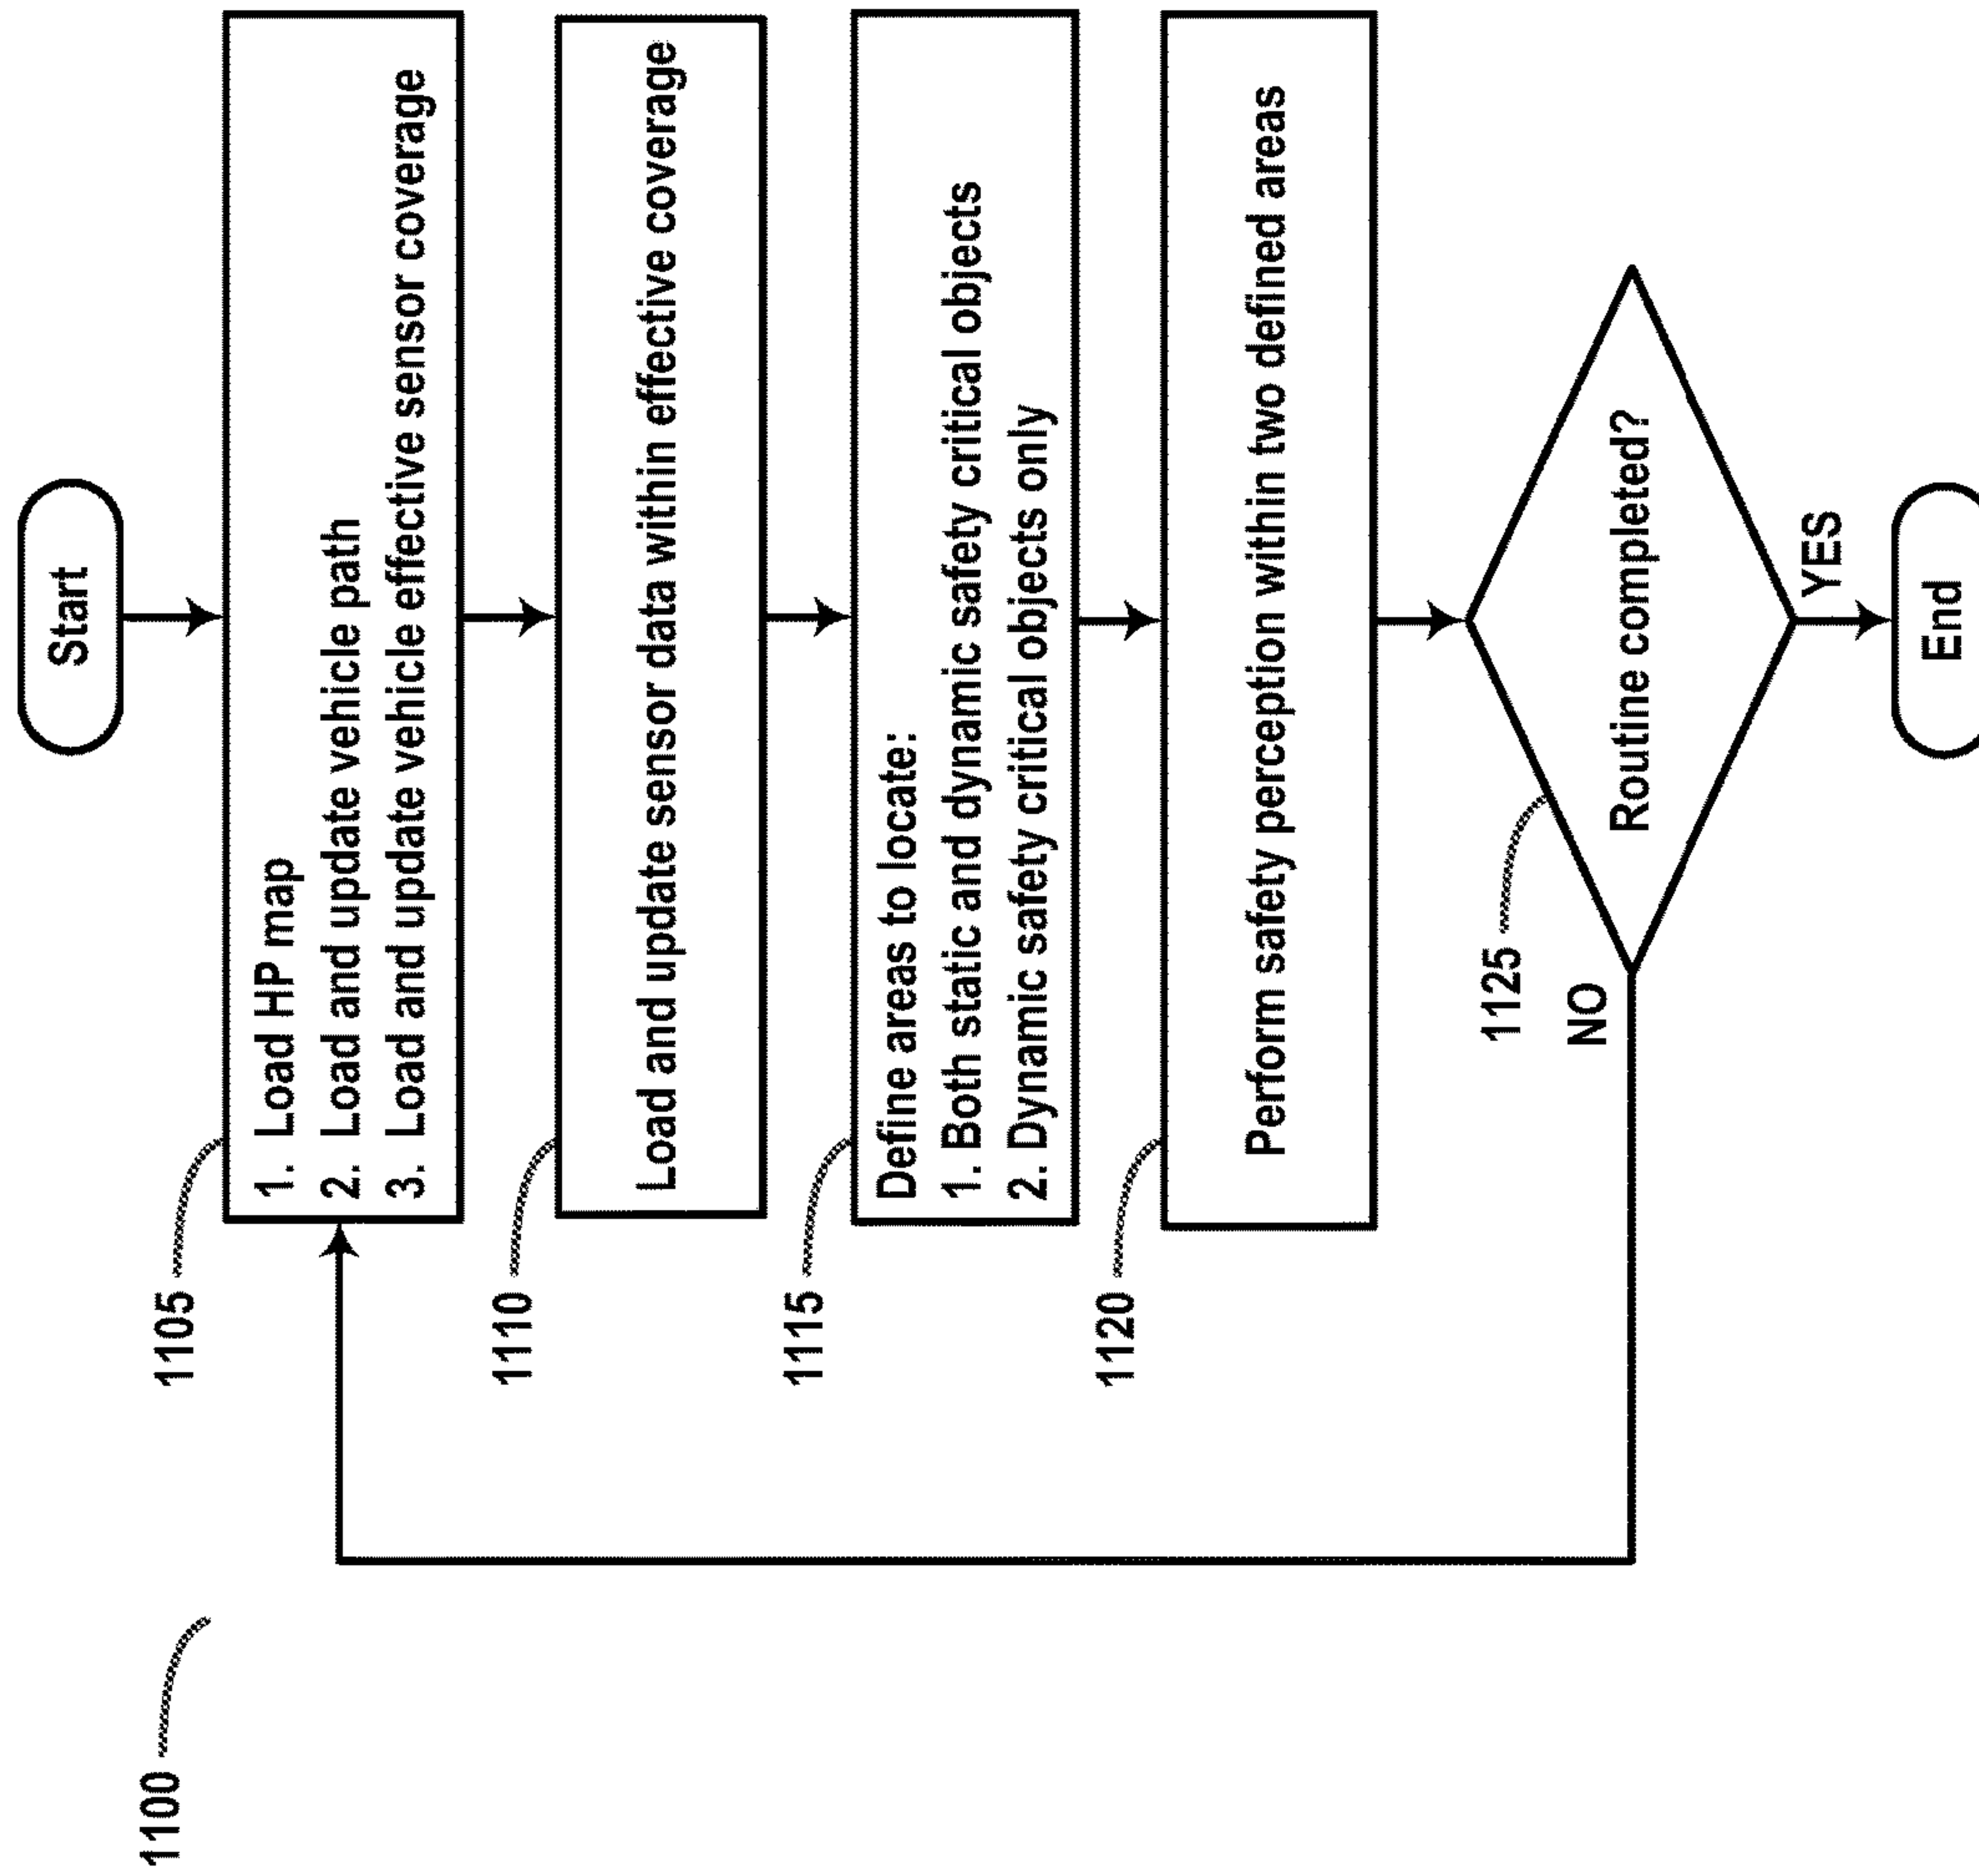 1100
Start
1105
1. Load HP map
2. Load and update vehicle path
3. Load and update vehicle effective sensor coverage
1110
Load and update sensor data within effective coverage
1115
Define areas to locate:
1. Both static and dynamic safety critical objects
2. Dynamic safety critical objects only
1120
Perform safety perception within two defined areas
1125
Routine completed?
NO
YES
End